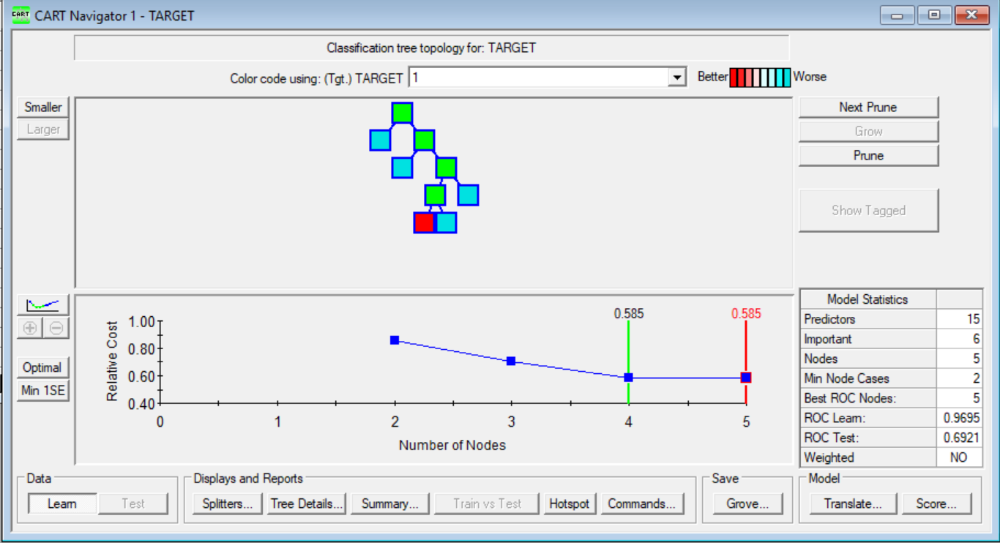 CART
CART Navigator 1 - TARGET
Classification tree topology for: TARGET
Color code using: (Tgt.) TARGET 1 Better Worse
Smaller
Larger
Next Prune
Grow
Prune
Show Tagged
Optimal
Min 1SE
Relative Cost
1.00
0.80
0.60
0.40
0.585 0.585
0 1 2 3 4 5
Number of Nodes
Model Statistics
Predictors 15
Important 6
Nodes 5
Min Node Cases 2
Best ROC Nodes: 5
ROC Learn: 0.9695
ROC Test: 0.6921
Weighted NO
Data
Learn Test
Displays and Reports
Splitters... Tree Details... Summary... Train vs Test Hotspot Commands...
Save
Grove...
Model
Translate... Score...